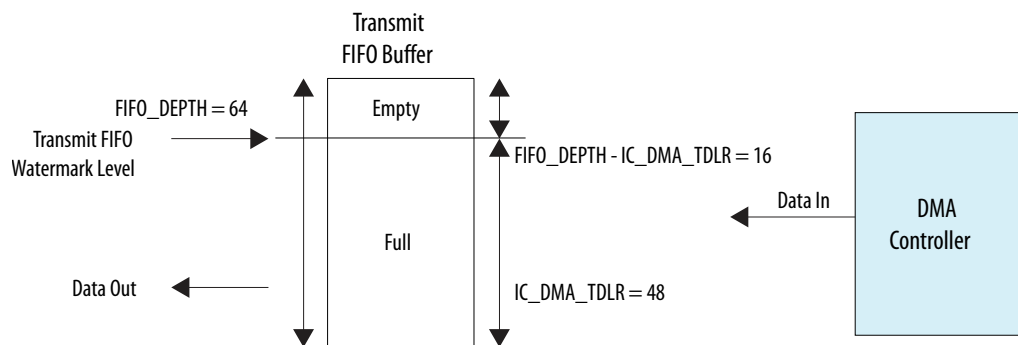 Transmit
FIFO Buffer
FIFO_DEPTH = 64
Empty
Transmit FIFO
Watermark Level
FIFO_DEPTH - IC_DMA_TDLR = 16
Data In
DMA
Controller
Full
Data Out
IC_DMA_TDLR = 48